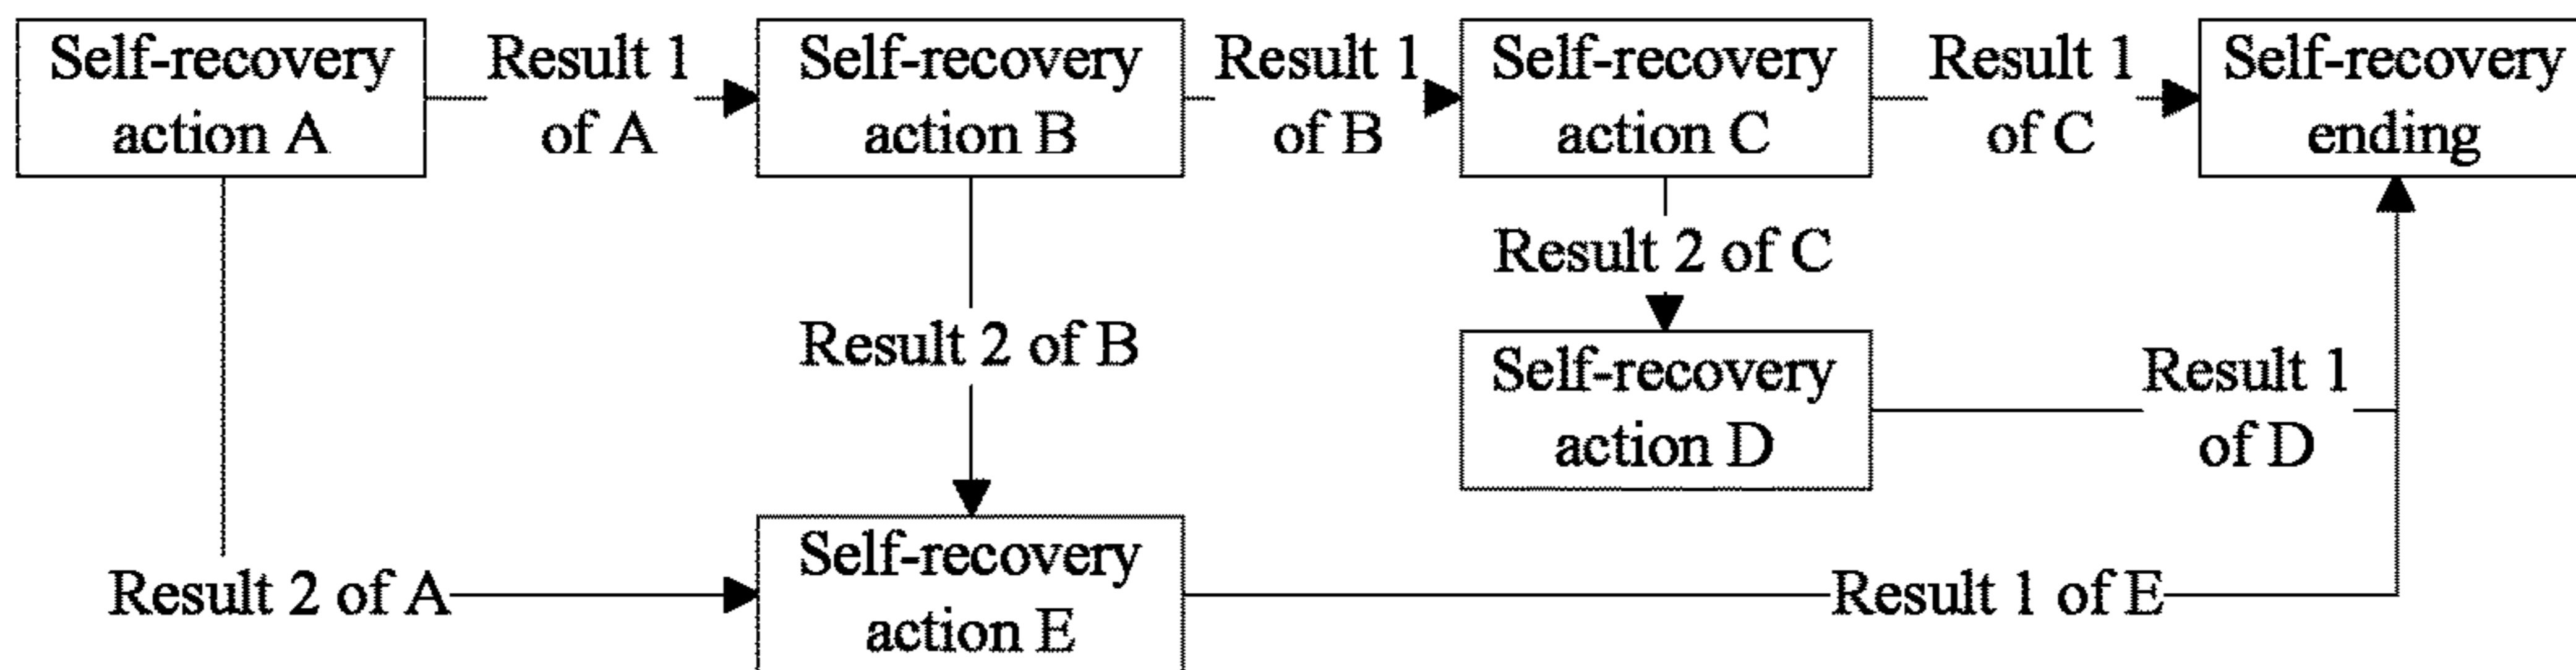 Self-recovery
action A
Result 1
of A
Self-recovery
action B
Result 1
of B
Self-recovery
action C
Result 1
of C
Self-recovery
ending
Result 2 of C
Result 2 of B
Self-recovery
action D
Result 1
of D
Result 2 of A
Self-recovery
action E
Result 1 of E